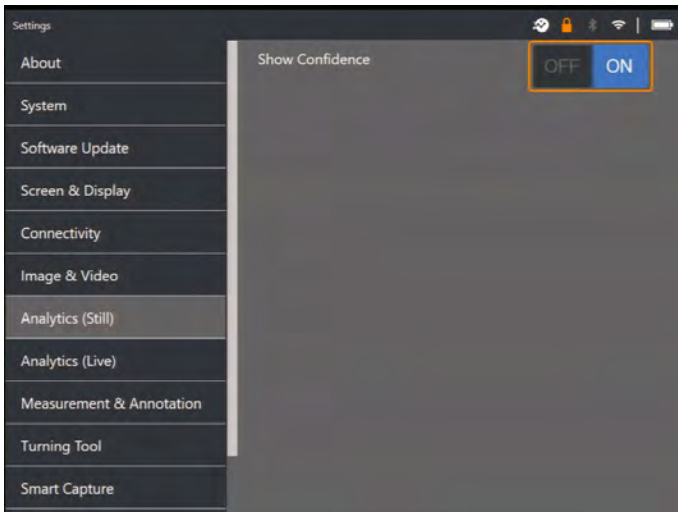 Settings
About
Show Confidence
OFF ON
System
Software Update
Screen & Display
Connectivity
Image & Video
Analytics (Still)
Analytics (Live)
Measurement & Annotation
Turning Tool
Smart Capture